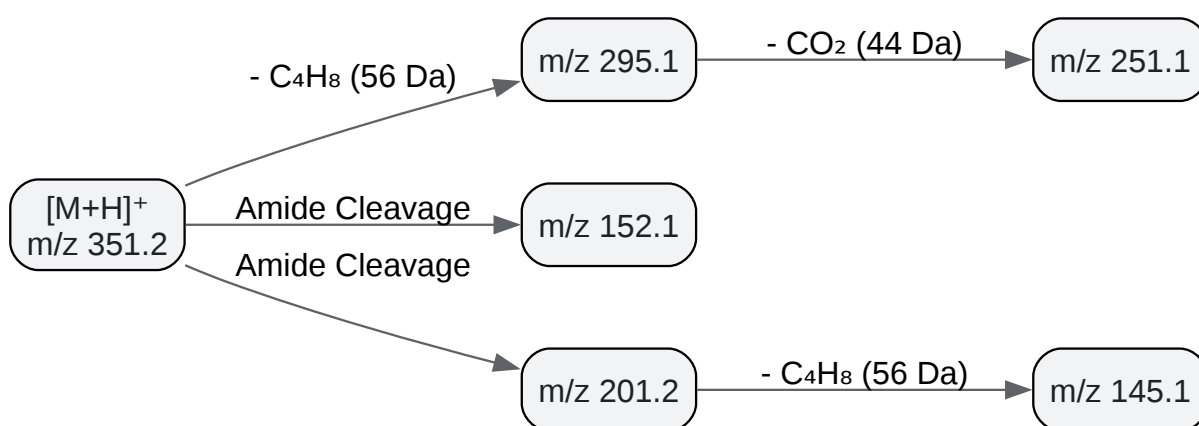 - C₄H₈ (56 Da)
m/z 295.1
- CO₂ (44 Da)
m/z 251.1
[M+H]⁺
m/z 351.2
Amide Cleavage
m/z 152.1
Amide Cleavage
m/z 201.2
- C₄H₈ (56 Da)
m/z 145.1